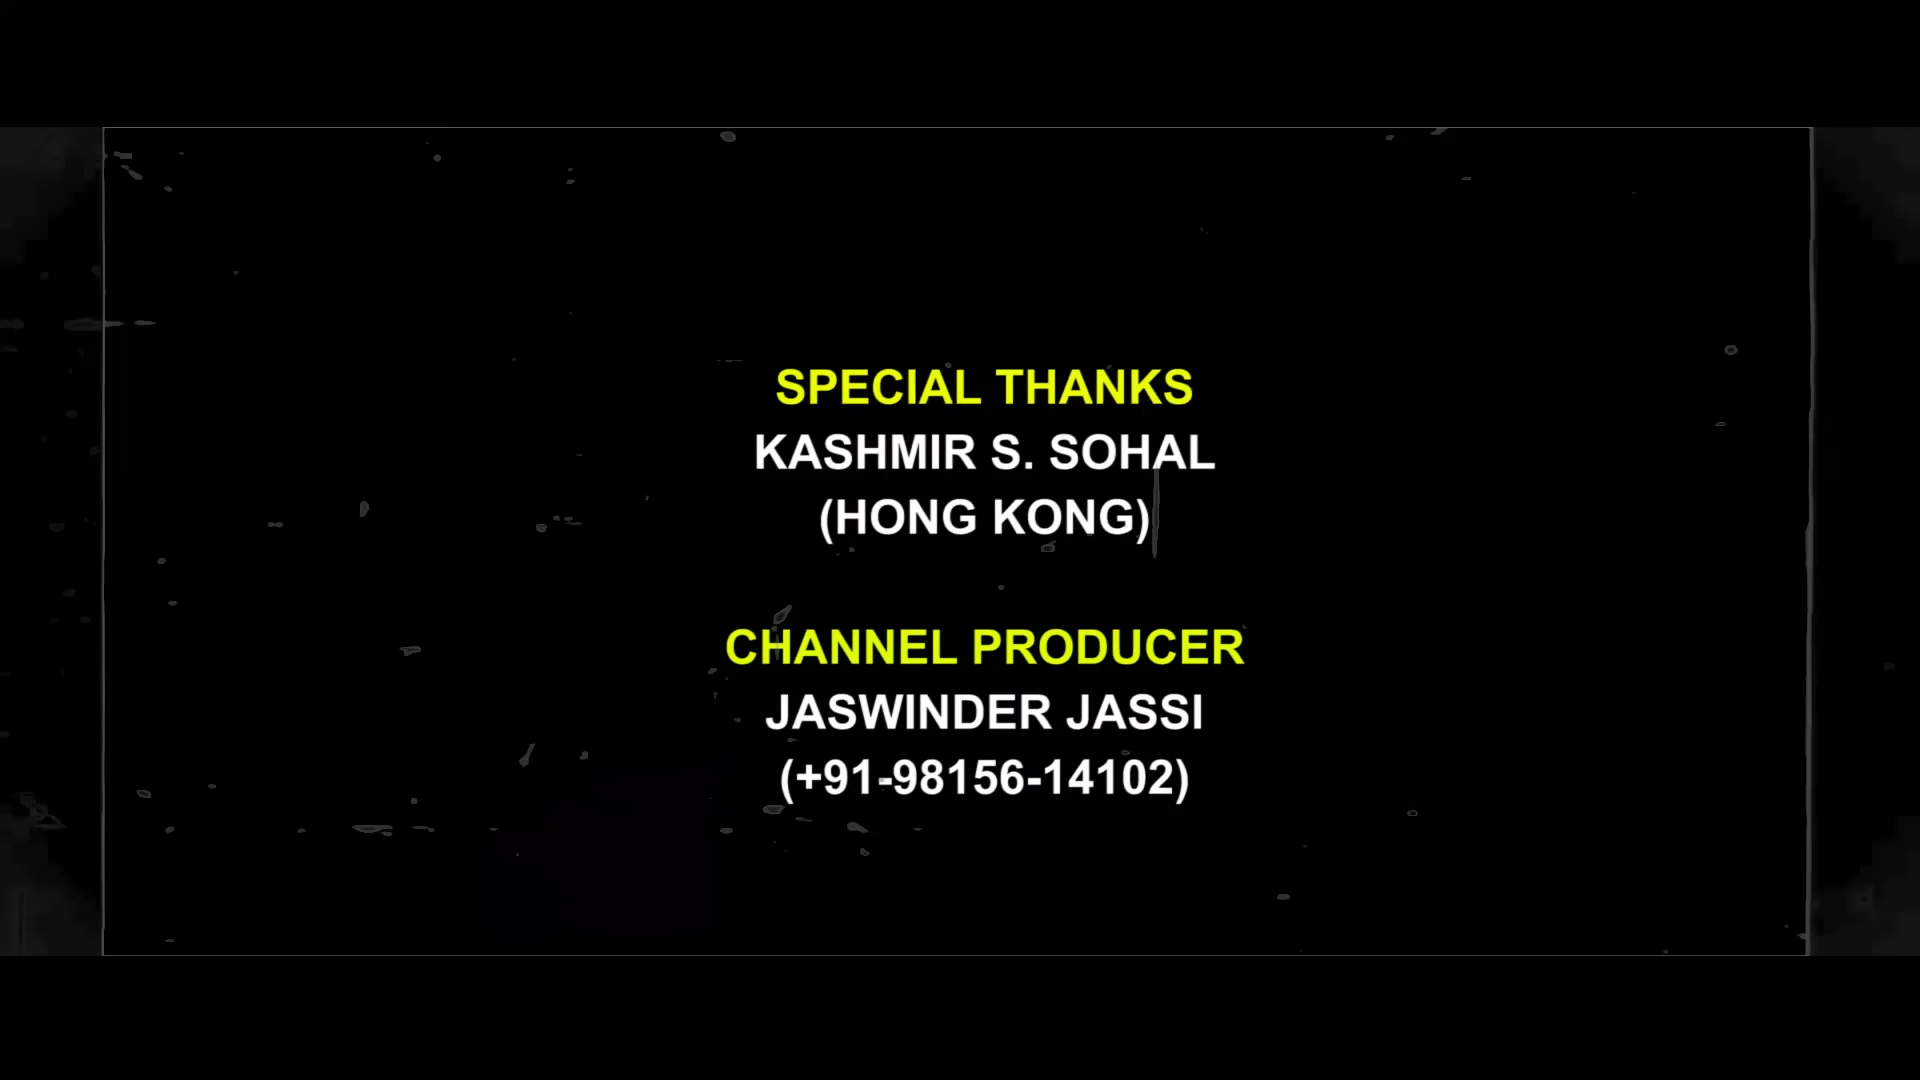 SPECIAL THANKS
KASHMIR S. SOHAL
(HONG KONG)
CHANNEL PRODUCER
JASWINDER JASSI
(+91-98156-14102)